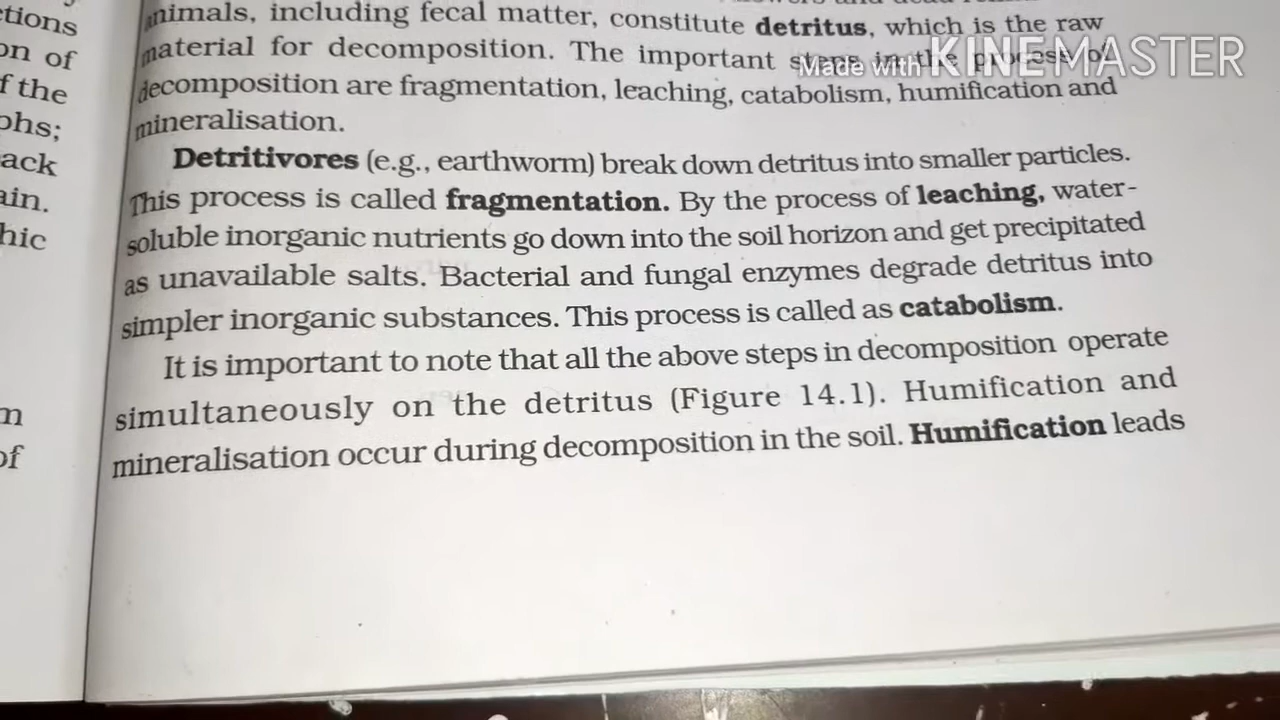 animals, including fecal matter, constitute detritus, which is the raw
material for decomposition. The important steps in the process of
Made with KINEMASTER
decomposition are fragmentation, leaching, catabolism, humification and
mineralisation.
Detritivores (e.g., earthworm) break down detritus into smaller particles.
This process is called fragmentation. By the process of leaching, water-
soluble inorganic nutrients go down into the soil horizon and get precipitated
as unavailable salts. Bacterial and fungal enzymes degrade detritus into
simpler inorganic substances. This process is called as catabolism.
It is important to note that all the above steps in decomposition operate
simultaneously on the detritus (Figure 14.1). Humification and
mineralisation occur during decomposition in the soil. Humification leads
ctions
on of
f the
phs;
ack
ain.
hic
m
of